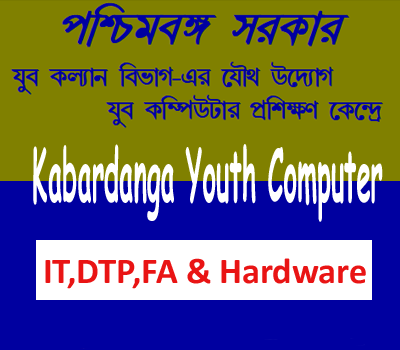 পশ্চিমবঙ্গ সরকার
যুব কল্যান বিভাগ-এর যৌথ উদ্যোগ
যুব কম্পিউটার প্রশিক্ষণ কেন্দ্রে
Kabardanga Youth Computer
IT,DTP,FA & Hardware